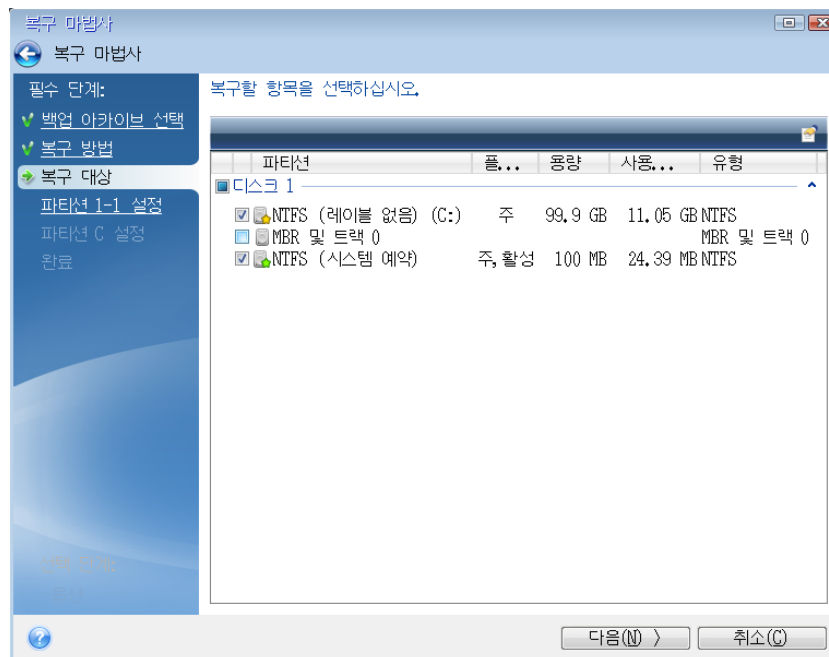 복구 마법사
복구 마법사
필수 단계:
복구할 항목을 선택하십시오.
백업 아카이브 선택
복구 방법
복구 대상
파티션 1-1 설정
파티션 C 설정
완료
파티션 플... 용량 사용... 유형
디스크 1
NTFS (레이블 없음) (C:) 주 99.9 GB 11.05 GB NTFS
MBR 및 트랙 0 MBR 및 트랙 0
NTFS (시스템 예약) 주,활성 100 MB 24.39 MB NTFS
다음(N) > 취소(C)